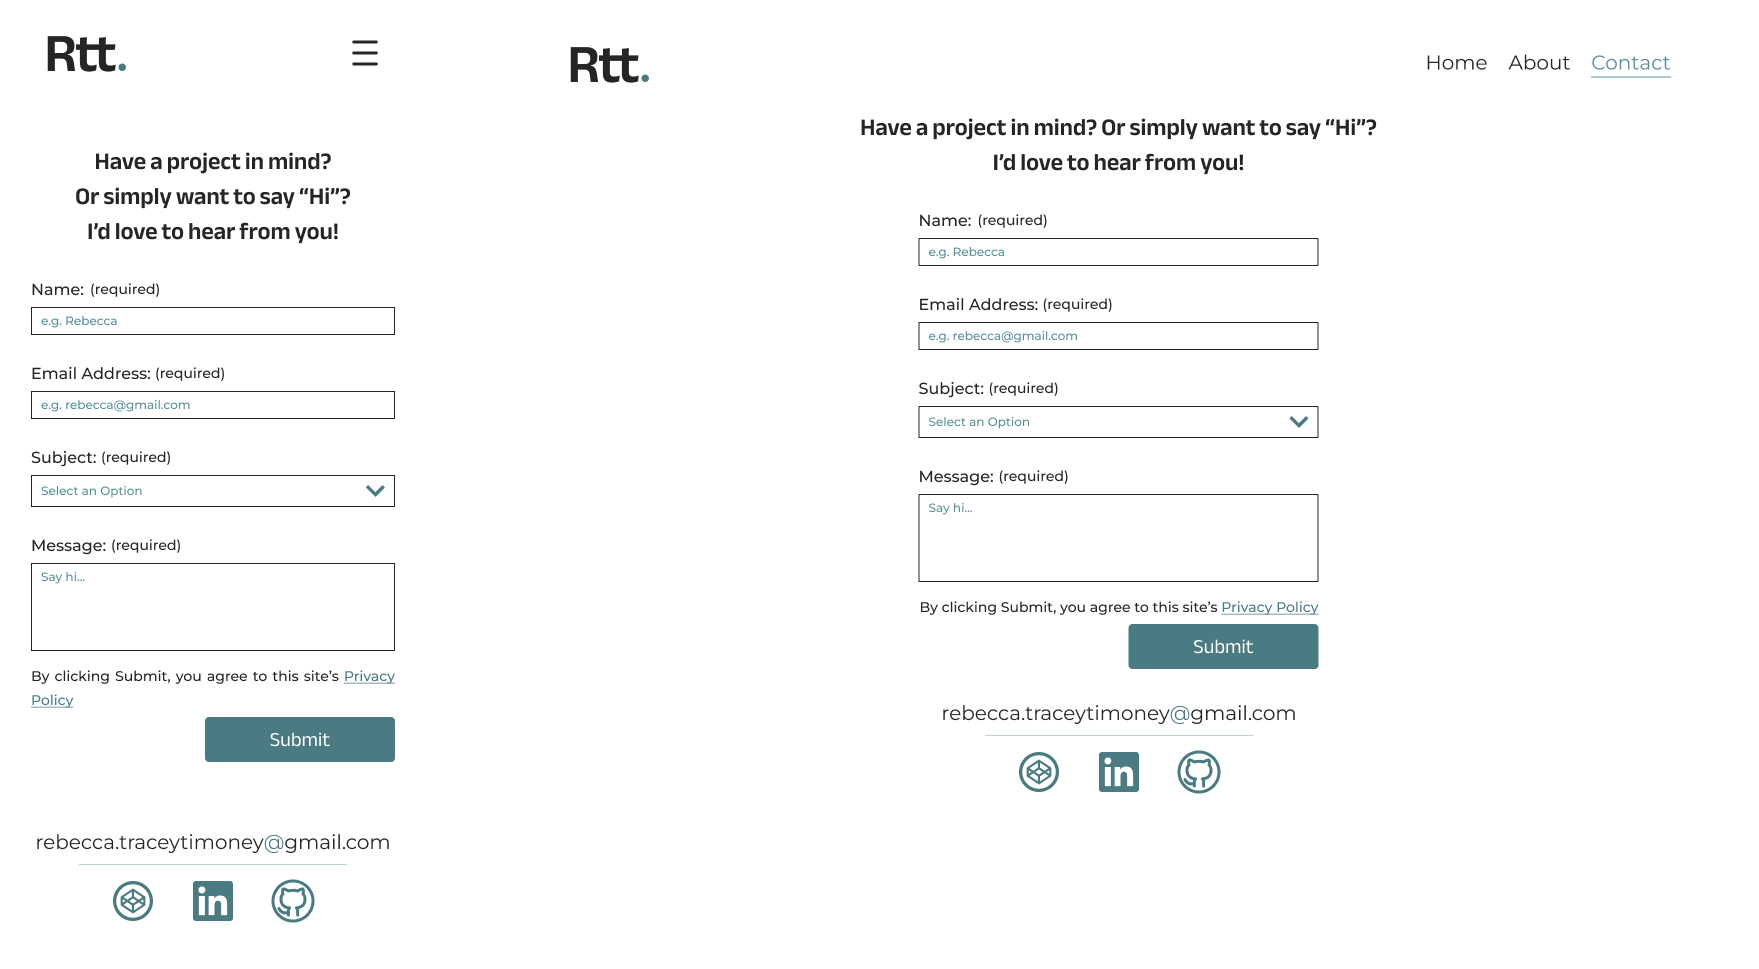 Rtt.
Have a project in mind?
Or simply want to say “Hi”?
I’d love to hear from you!
Name: (required)
e.g. Rebecca
Email Address: (required)
e.g. rebecca@gmail.com
Subject: (required)
Select an Option
Message: (required)
Say hi...
By clicking Submit, you agree to this site’s Privacy
Policy
Submit
rebecca.traceytimoney@gmail.com
in
Rtt.
Home About Contact
Have a project in mind? Or simply want to say “Hi”?
I’d love to hear from you!
Name: (required)
e.g. Rebecca
Email Address: (required)
e.g. rebecca@gmail.com
Subject: (required)
Select an Option
Message: (required)
Say hi...
By clicking Submit, you agree to this site’s Privacy Policy
Submit
rebecca.traceytimoney@gmail.com
in